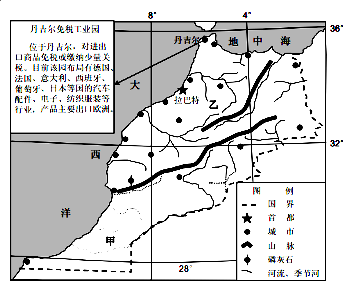 丹吉尔免税工业园
位于丹吉尔，对进出
口商品免税或缴纳少量关
税。目前该园布局有德国、
法国、意大利、西班牙、
葡萄牙、日本等国的汽车
配件、电子、纺织服装等
行业，产品主要出口欧洲。
8°
4°
36°
丹吉尔
地中海
大
拉巴特
乙
32°
西
洋
甲
28°
图 例
国 界
首 都
城 市
山 脉
磷灰石
河流、季节河